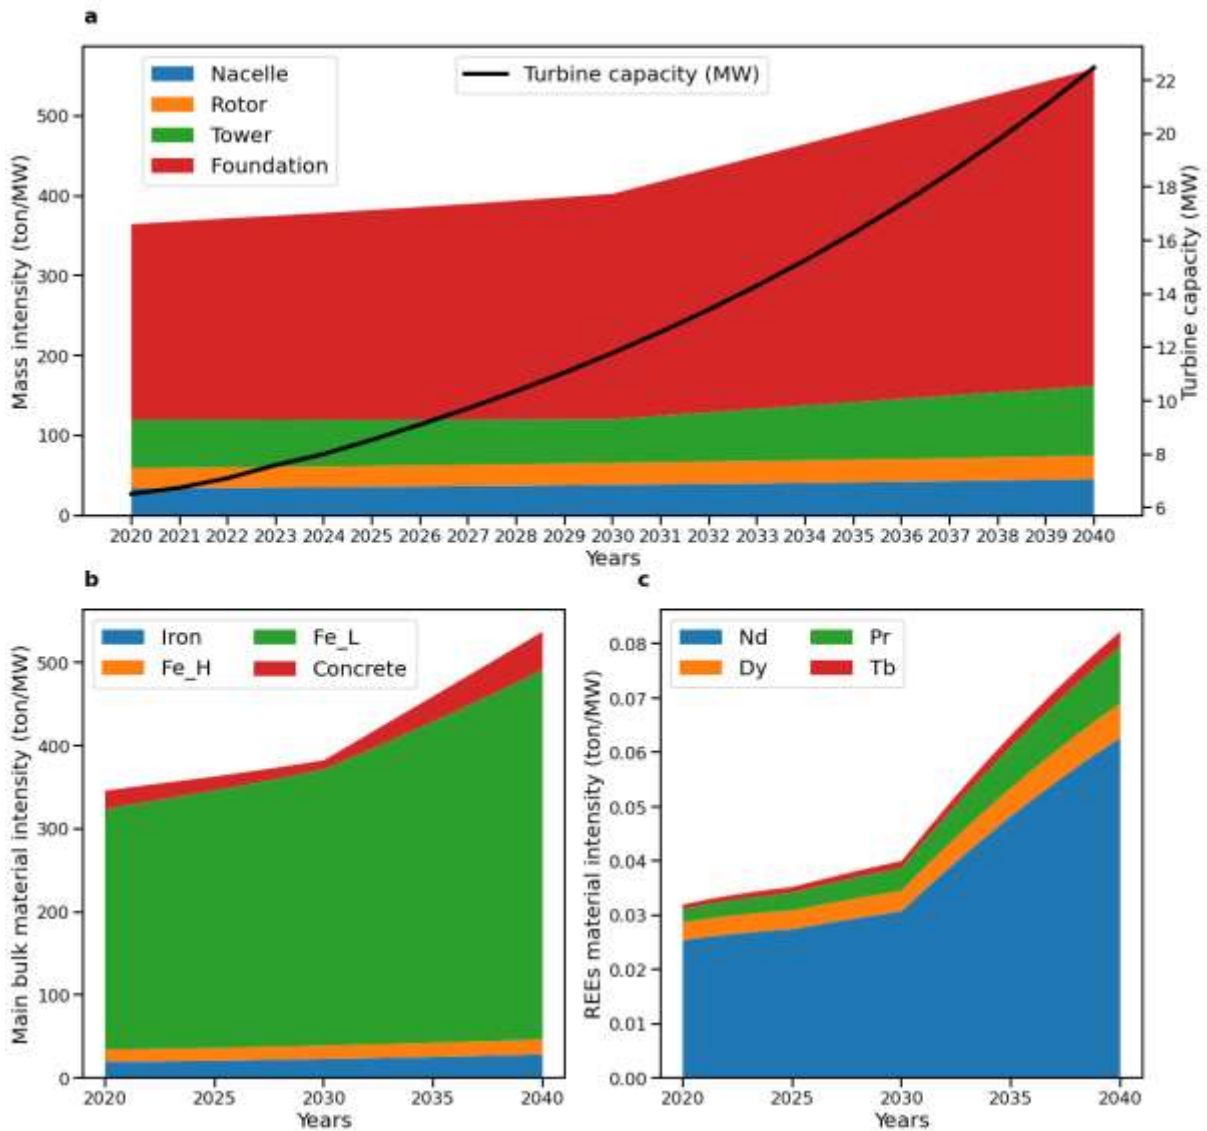 a
Nacelle
Rotor
Tower
Foundation
Turbine capacity (MW)
Mass intensity (ton/MW)
500
400
300
200
100
0
Turbine capacity (MW)
22
20
18
16
14
12
10
8
6
2020 2021 2022 2023 2024 2025 2026 2027 2028 2029 2030 2031 2032 2033 2034 2035 2036 2037 2038 2039 2040
Years
b
Iron
Fe_H
Fe_L
Concrete
Main bulk material intensity (ton/MW)
500
400
300
200
100
0
2020 2025 2030 2035 2040
Years
c
Nd
Dy
Pr
Tb
REEs material intensity (ton/MW)
0.08
0.07
0.06
0.05
0.04
0.03
0.02
0.01
0.00
2020 2025 2030 2035 2040
Years